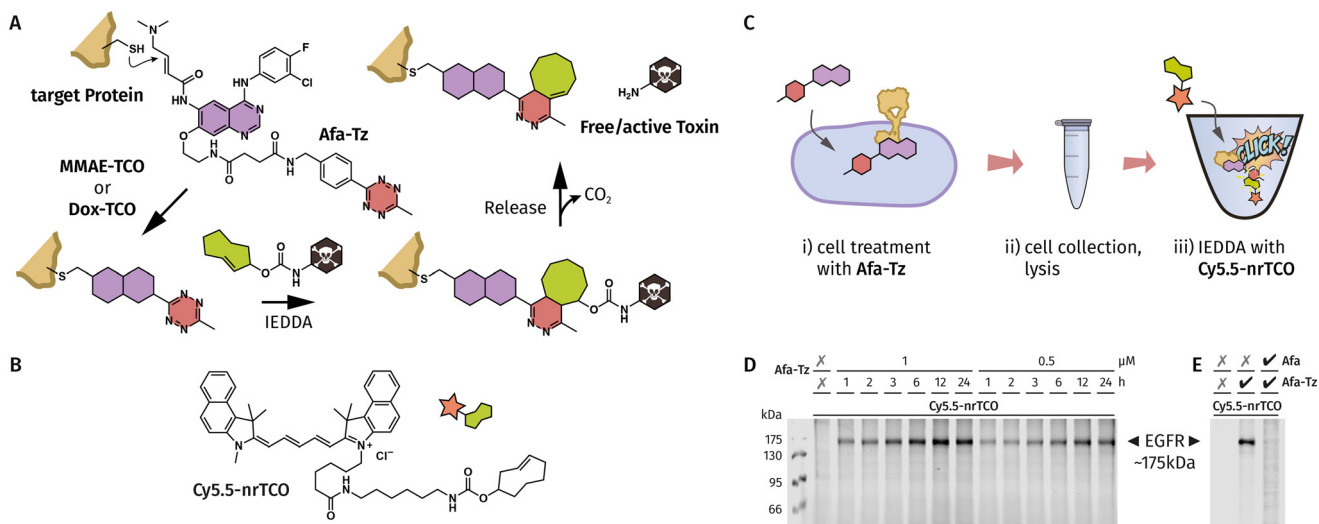 A
N
SH
target Protein
O
HN
HN
F
Cl
N
N
O
H
N
O
O
N
H
Afa-Tz
N
N
N
N
MMAE-TCO
or
Dox-TCO
S
N
N
N
N
O
O
N
H
IEDDA
S
N
N
O
O
N
H
Release
CO2
S
N
N
H2N
Free/active Toxin
B
N
N+
Cl−
Cy5.5-nrTCO
O
N
H
N
H
O
O
C
CLICK!
i) cell treatment
with Afa-Tz
ii) cell collection,
lysis
iii) IEDDA with
Cy5.5-nrTCO
D
Afa-Tz
✗ 1 0.5 μM
✗ 1 2 3 6 12 24 1 2 3 6 12 24 h
Cy5.5-nrTCO
kDa
175
130
95
66
◄ EGFR ►
~175kDa
E
✗ ✗ ✔ Afa
✗ ✔ ✔ Afa-Tz
Cy5.5-nrTCO